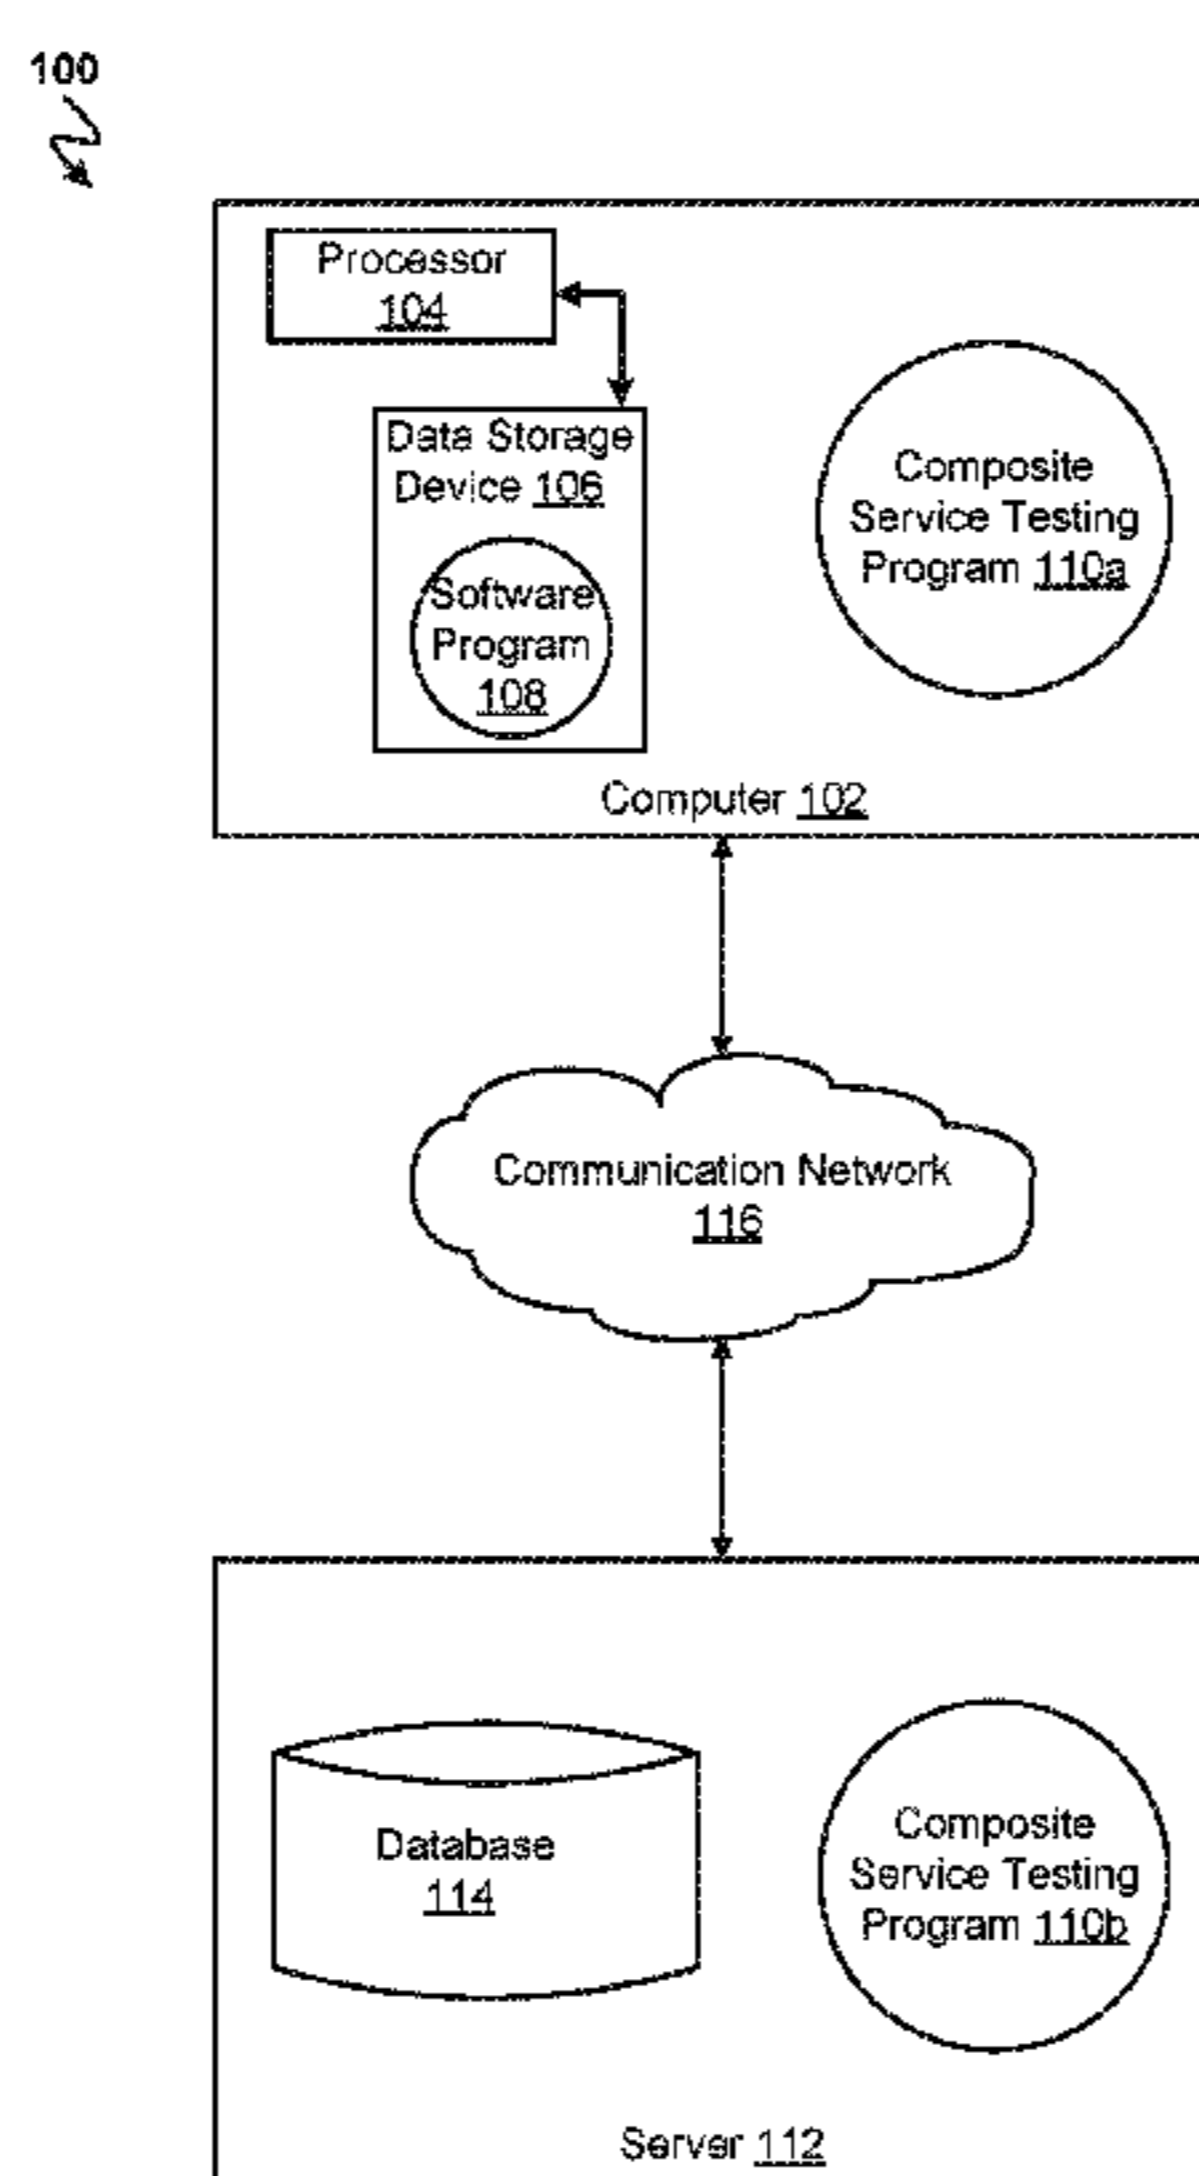 100
Processor
104
Data Storage
Device 106
Software
Program
108
Composite
Service Testing
Program 110a
Computer 102
Communication Network
116
Database
114
Composite
Service Testing
Program 110b
Server 112